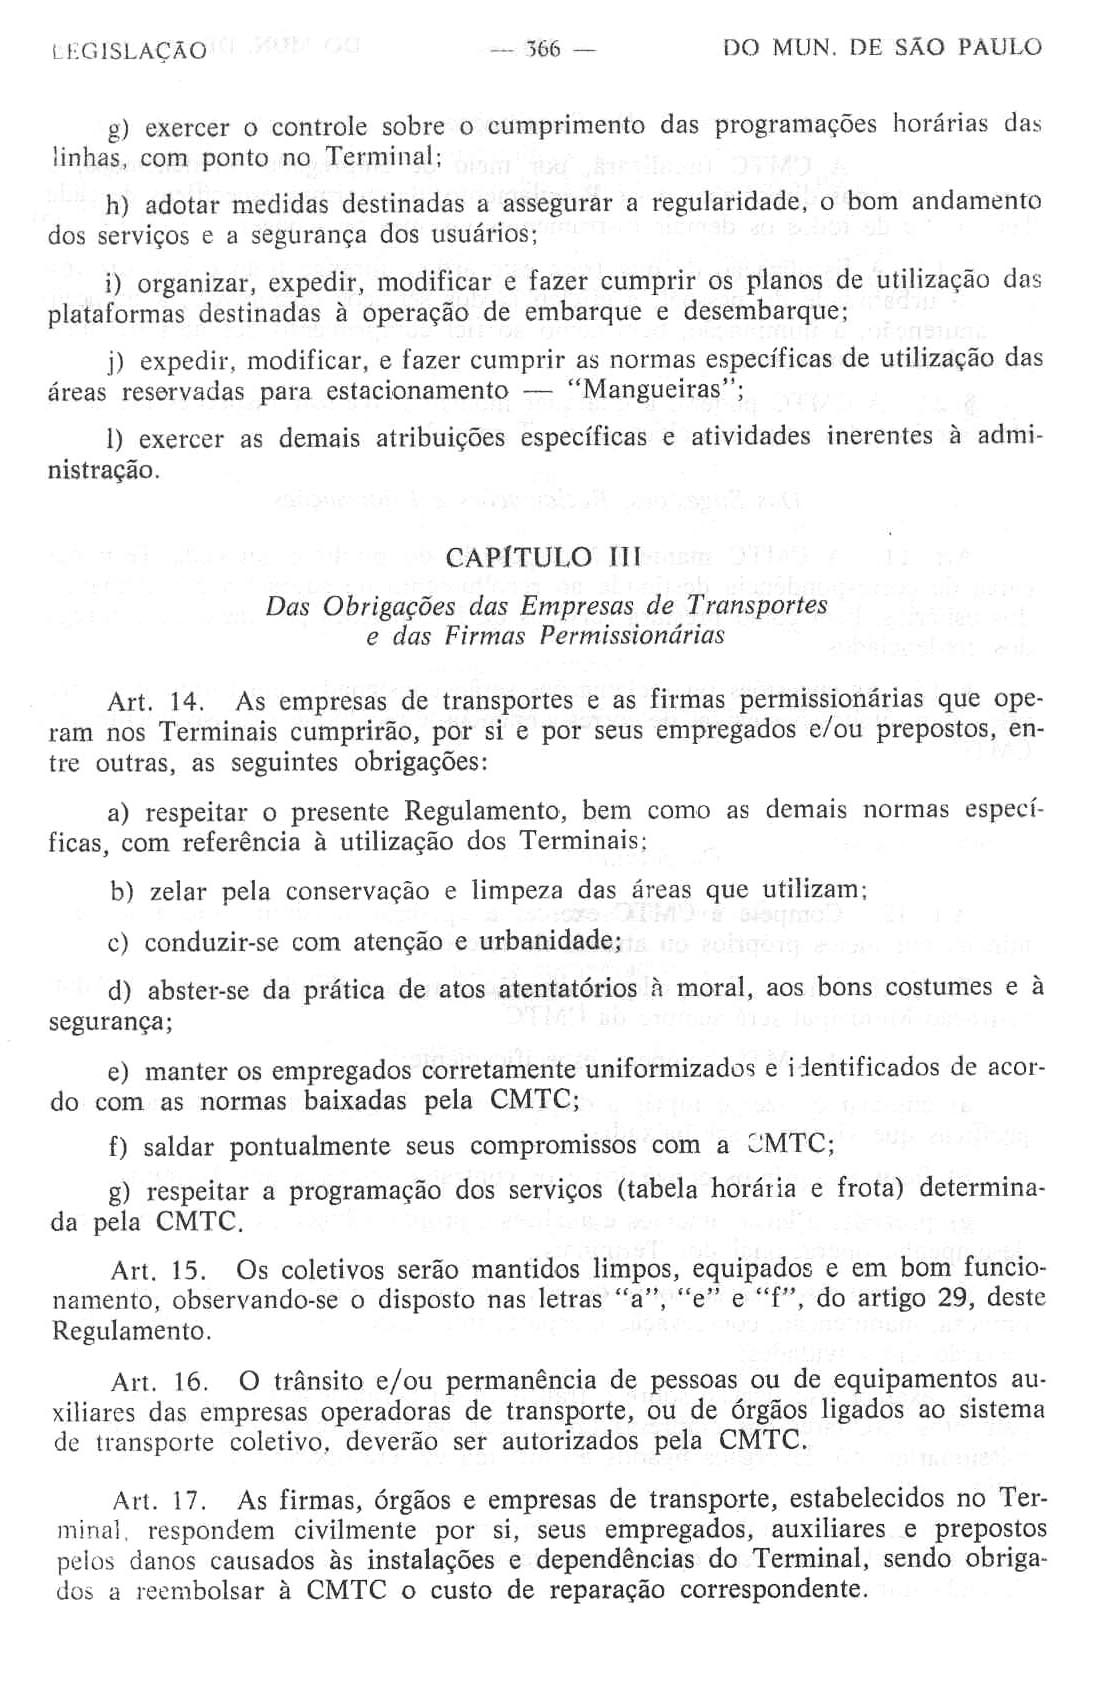 LEGISLAÇÃO — 366 — DO MUN. DE SÃO PAULO
g) exercer o controle sobre o cumprimento das programações horárias das
linhas, com ponto no Terminal;
h) adotar medidas destinadas a assegurar a regularidade, o bom andamento
dos serviços e a segurança dos usuários;
i) organizar, expedir, modificar e fazer cumprir os planos de utilização das
plataformas destinadas à operação de embarque e desembarque;
j) expedir, modificar, e fazer cumprir as normas específicas de utilização das
áreas reservadas para estacionamento — “Mangueiras”;
l) exercer as demais atribuições específicas e atividades inerentes à admi-
nistração.
CAPÍTULO III
Das Obrigações das Empresas de Transportes
e das Firmas Permissionárias
Art. 14. As empresas de transportes e as firmas permissionárias que ope-
ram nos Terminais cumprirão, por si e por seus empregados e/ou prepostos, en-
tre outras, as seguintes obrigações:
a) respeitar o presente Regulamento, bem como as demais normas especí-
ficas, com referência à utilização dos Terminais;
b) zelar pela conservação e limpeza das áreas que utilizam;
c) conduzir-se com atenção e urbanidade;
d) abster-se da prática de atos atentatórios à moral, aos bons costumes e à
segurança;
e) manter os empregados corretamente uniformizados e identificados de acor-
do com as normas baixadas pela CMTC;
f) saldar pontualmente seus compromissos com a CMTC;
g) respeitar a programação dos serviços (tabela horária e frota) determina-
da pela CMTC.
Art. 15. Os coletivos serão mantidos limpos, equipados e em bom funcio-
namento, observando-se o disposto nas letras “a”, “e” e “f”, do artigo 29, deste
Regulamento.
Art. 16. O trânsito e/ou permanência de pessoas ou de equipamentos au-
xiliares das empresas operadoras de transporte, ou de órgãos ligados ao sistema
de transporte coletivo, deverão ser autorizados pela CMTC.
Art. 17. As firmas, órgãos e empresas de transporte, estabelecidos no Ter-
minal, respondem civilmente por si, seus empregados, auxiliares e prepostos
pelos danos causados às instalações e dependências do Terminal, sendo obriga-
dos a reembolsar à CMTC o custo de reparação correspondente.